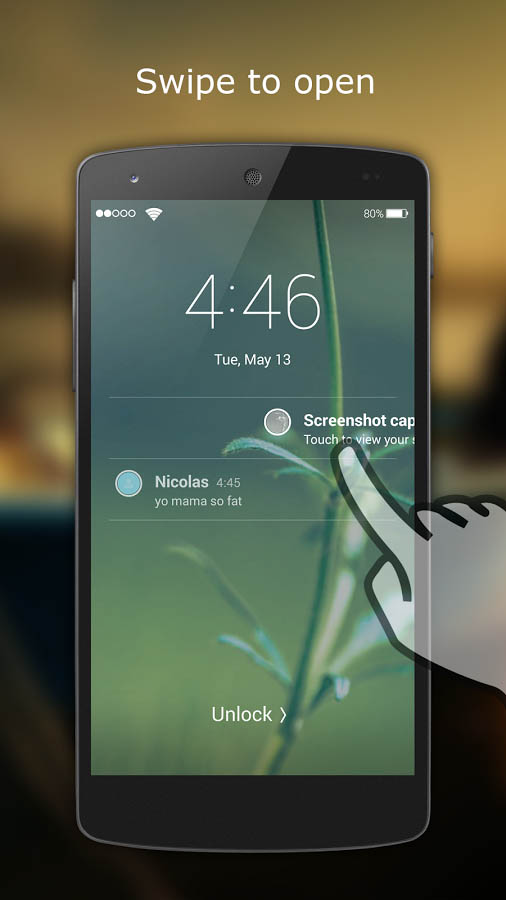 Swipe to open
80%
4:46
Tue, May 13
Screenshot cap
Touch to view your s
Nicolas 4:45
yo mama so fat
Unlock